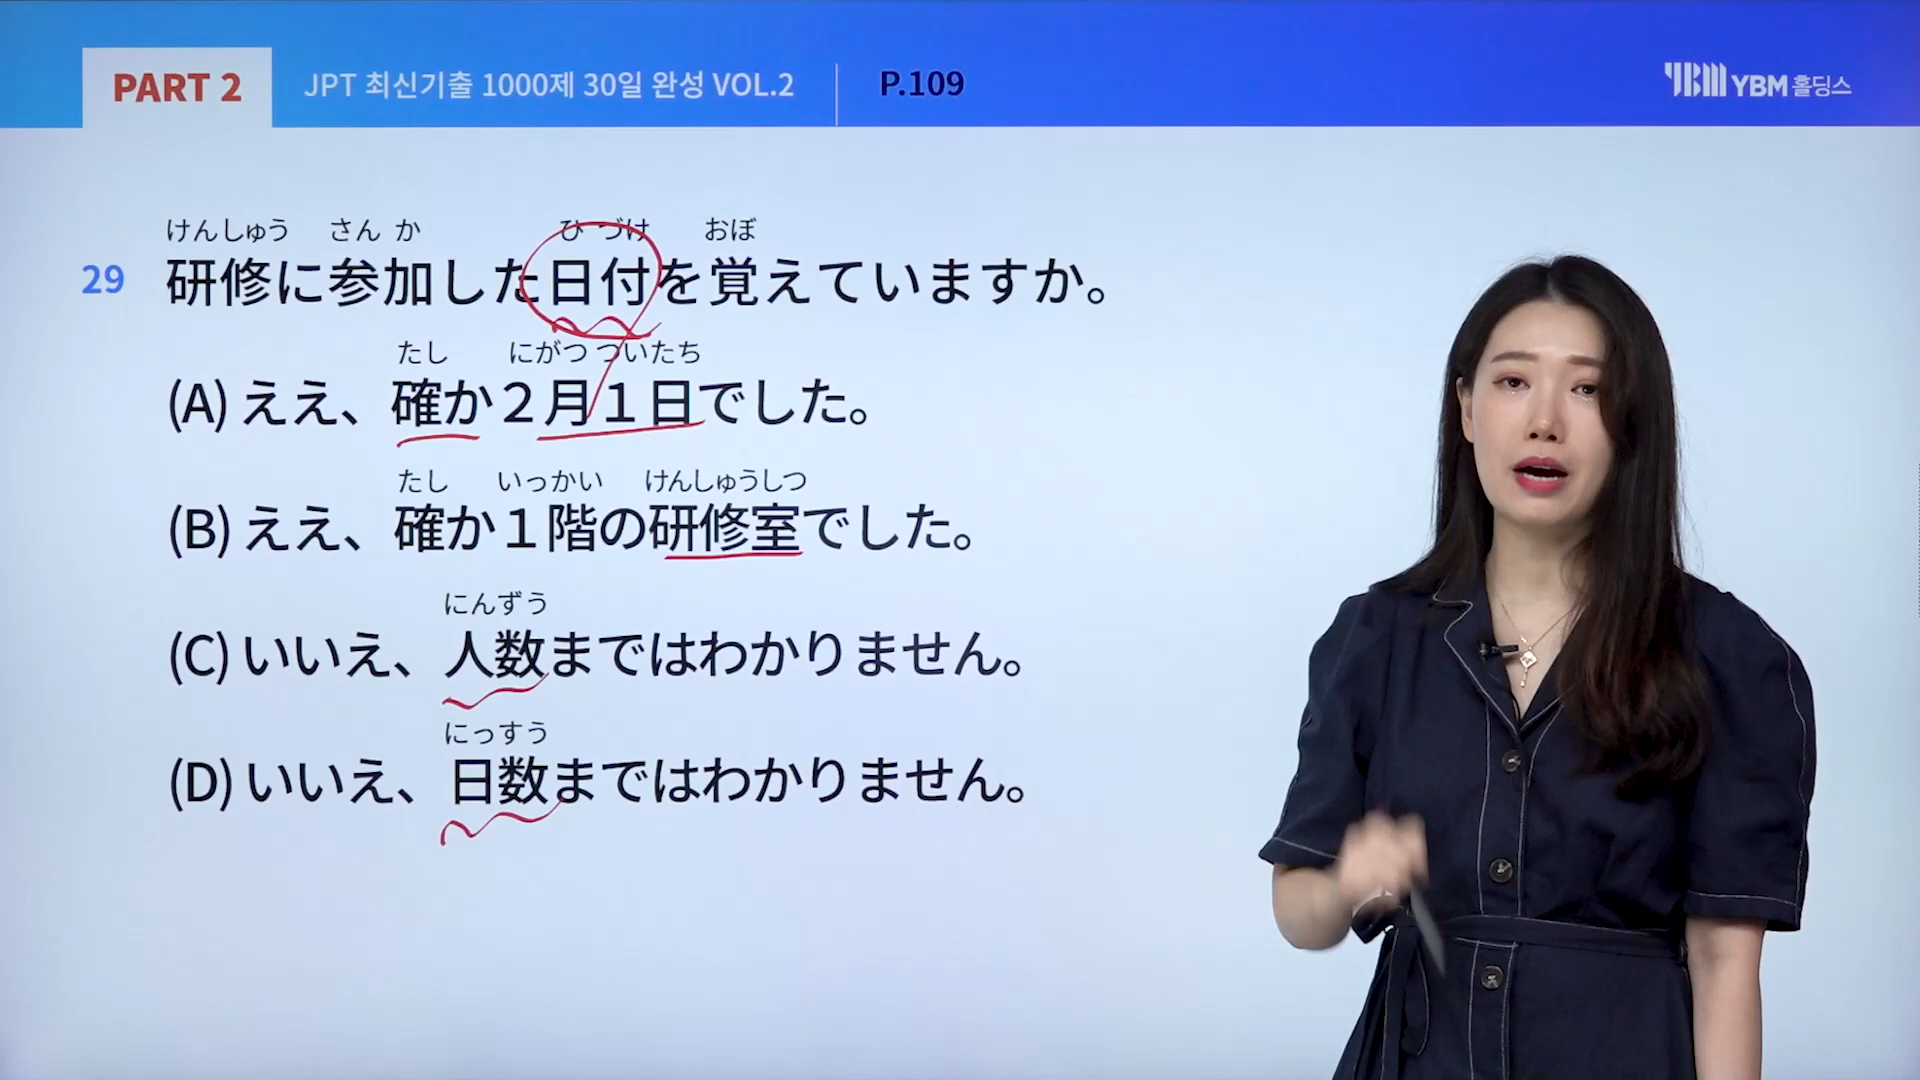 PART 2
JPT 최신기출 1000제 30일 완성 VOL.2
P.109
YBM YBM 홀딩스
けんしゅう さん か ひ づけ おぼ
29 研修に参加した日付を覚えていますか。
たし にがつ ついたち
(A) ええ、確か２月１日でした。
たし いっかい けんしゅうしつ
(B) ええ、確か１階の研修室でした。
にんずう
(C) いいえ、人数まではわかりません。
にっすう
(D) いいえ、日数まではわかりません。